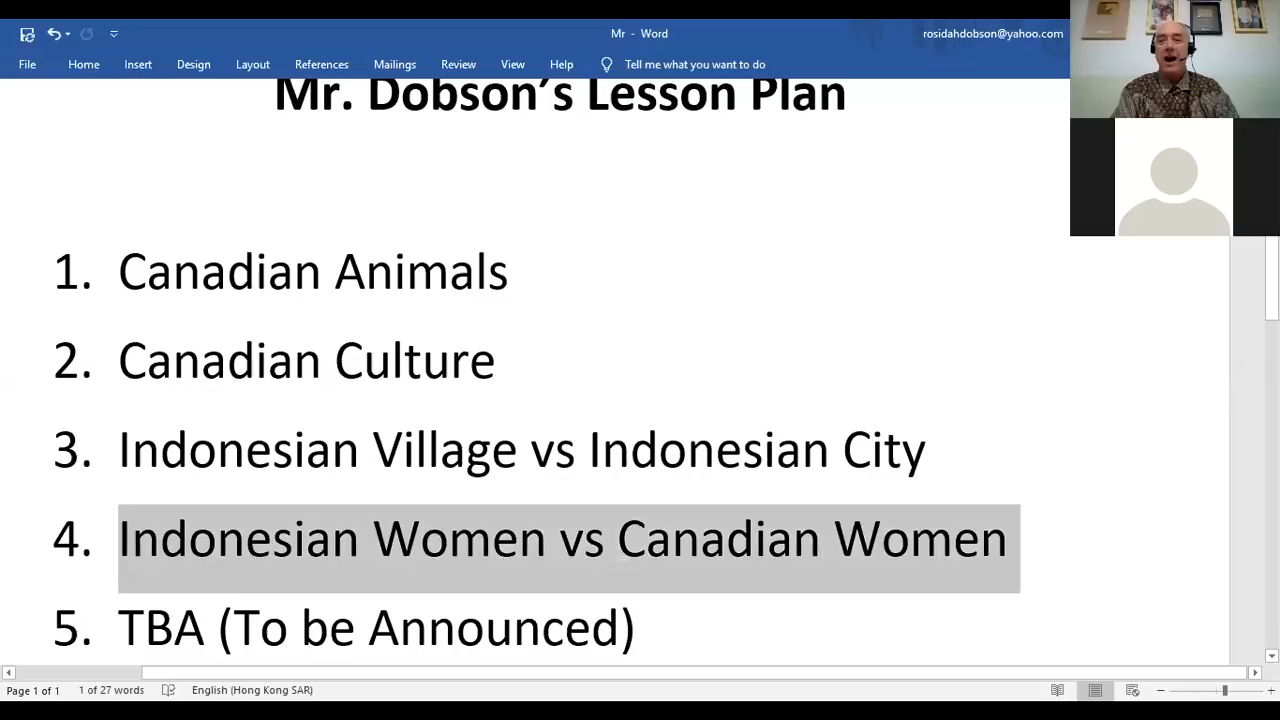 Mr - Word
rosidahdobson@yahoo.com
File Home Insert Design Layout References Mailings Review View Help Tell me what you want to do
Mr. Dobson’s Lesson Plan
1. Canadian Animals
2. Canadian Culture
3. Indonesian Village vs Indonesian City
4. Indonesian Women vs Canadian Women
5. TBA (To be Announced)
Page 1 of 1 1 of 27 words English (Hong Kong SAR)